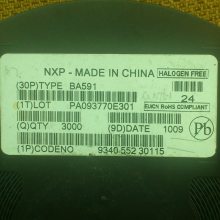 NXP - MADE IN CHINA
HALOGEN FREE
(30P)TYPE BA591
24
(1T)LOT PA093770E301
EU/CN RoHS COMPLIANT
(Q)QTY 3000 (9D)DATE 1009
Pb
(1P)CODENO 9340 552 30115